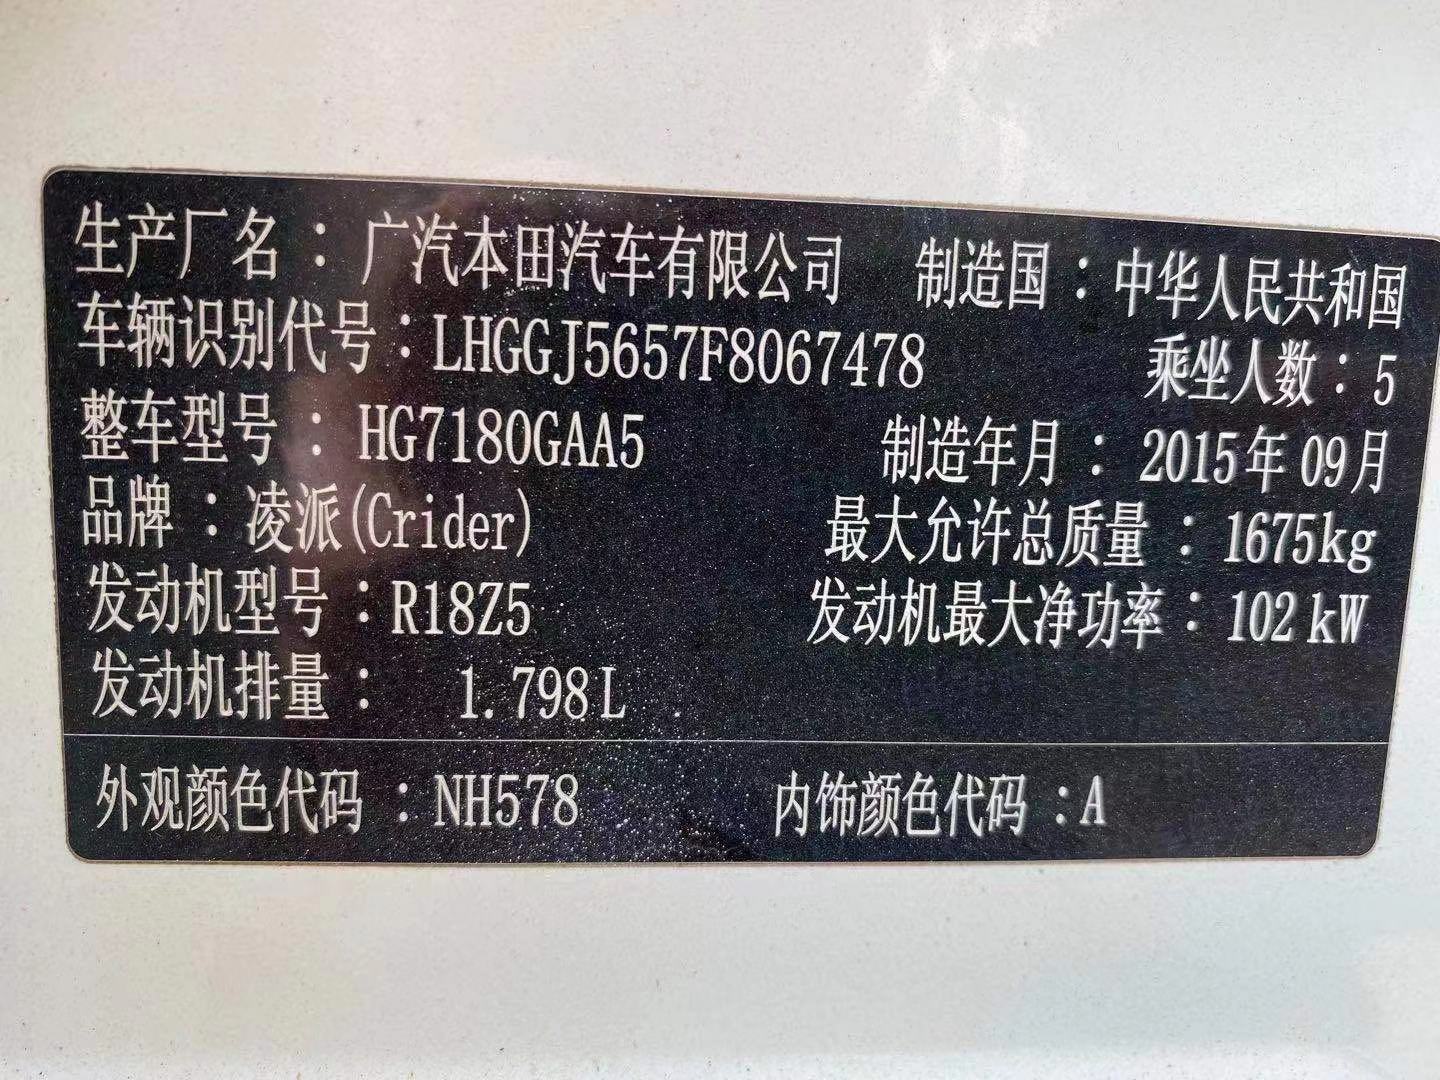 生产厂名：广汽本田汽车有限公司 制造国：中华人民共和国
车辆识别代号：LHGGJ5657F8067478 乘坐人数：5
整车型号：HG7180GAA5 制造年月：2015年09月
品牌：凌派(Crider) 最大允许总质量：1675kg
发动机型号：R18Z5 发动机最大净功率：102kW
发动机排量：1.798L
外观颜色代码：NH578 内饰颜色代码：A